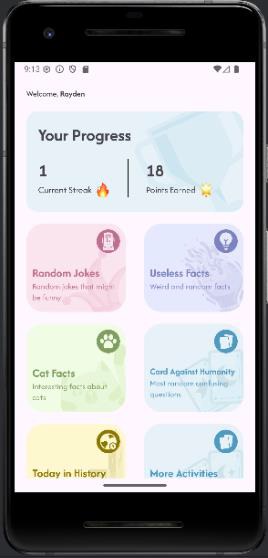 9:13
Welcome, Rayden
Your Progress
1
Current Streak
18
Points Earned
Random Jokes
Random jokes that might
be funny
Useless Facts
Weird and random facts
Cat Facts
Interesting facts about
cats
Card Against Humanity
Most random confusing
questions
Today in History
More Activities